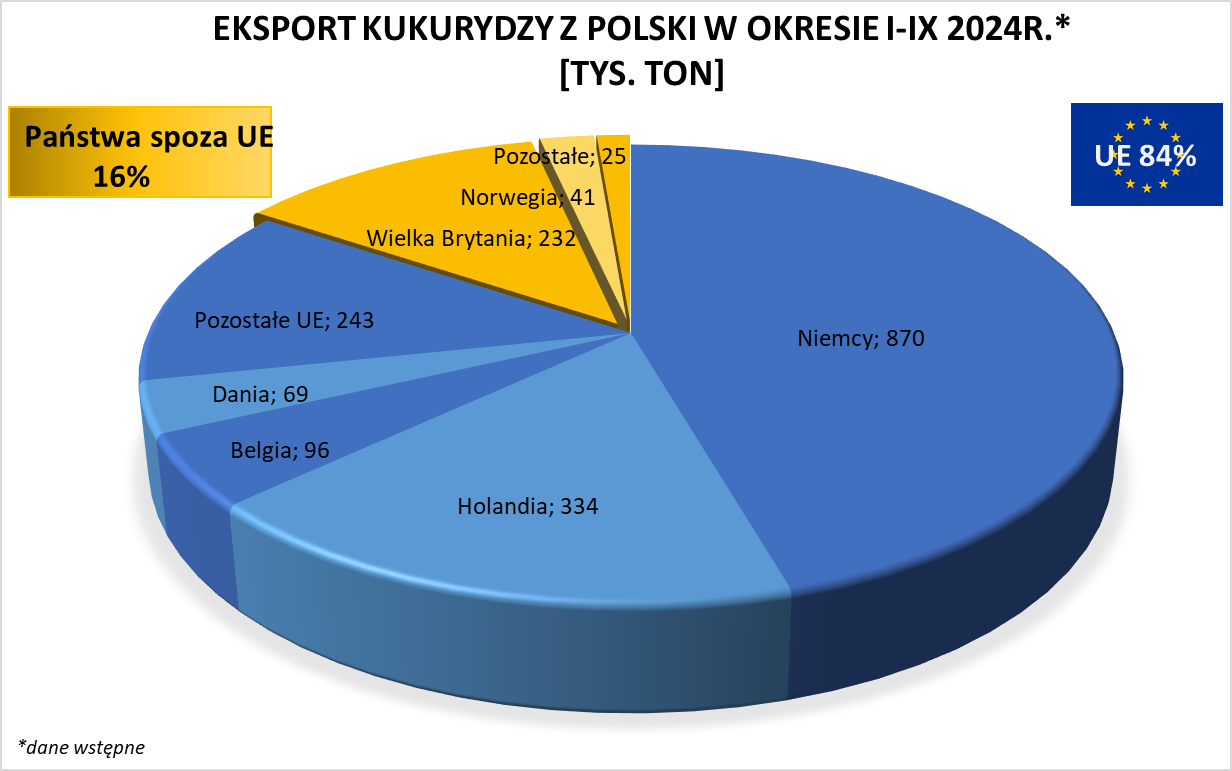 EKSPORT KUKURYDZY Z POLSKI W OKRESIE I-IX 2024R.*
[TYS. TON]
Państwa spoza UE
16%
UE 84%
Pozostałe; 25
Norwegia; 41
Wielka Brytania; 232
Pozostałe UE; 243
Niemcy; 870
Dania; 69
Belgia; 96
Holandia; 334
*dane wstępne